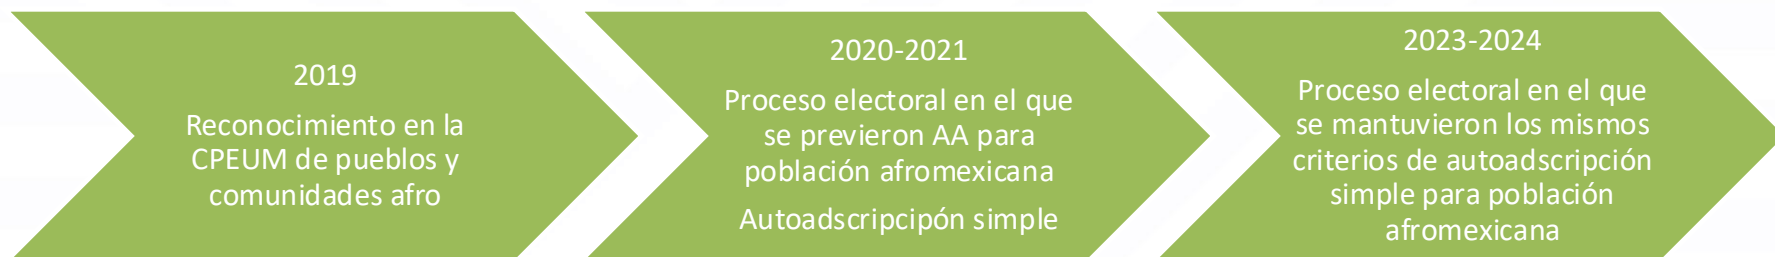 2019
Reconocimiento en la
CPEUM de pueblos y
comunidades afro
2020-2021
Proceso electoral en el que
se previeron AA para
población afromexicana
Autoadscripcipón simple
2023-2024
Proceso electoral en el que
se mantuvieron los mismos
criterios de autoadscripción
simple para población
afromexicana